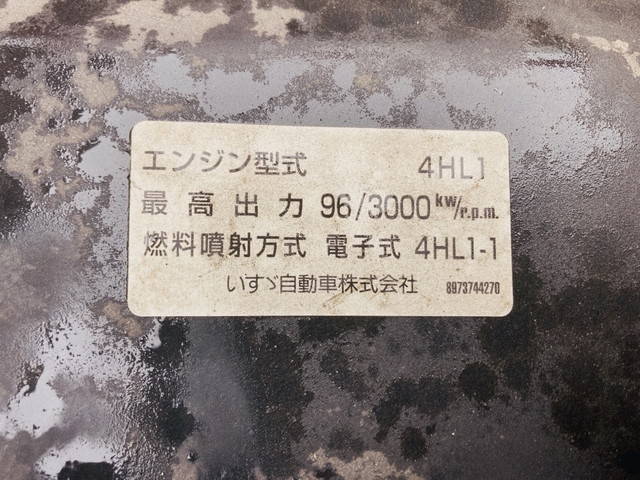 エンジン型式 4HL1
最高出力 96/3000 kw/r.p.m.
燃料噴射方式 電子式 4HL1-1
いすゞ自動車株式会社 8973744270